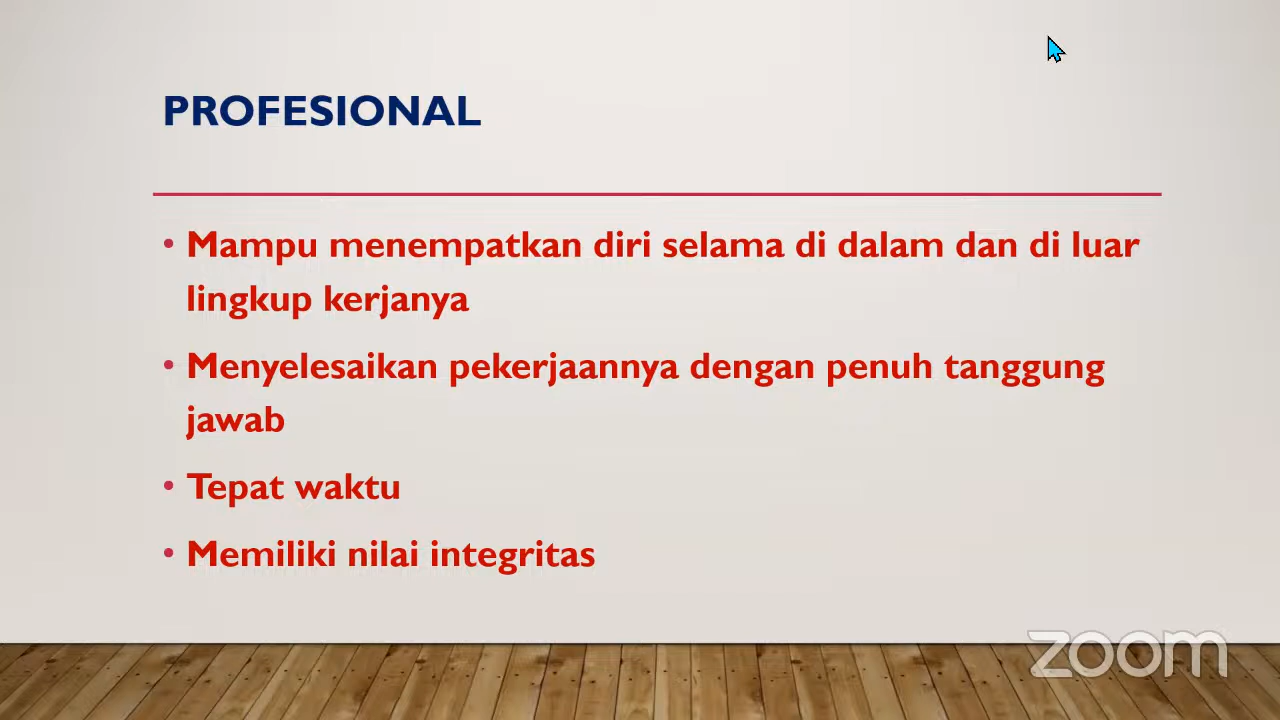 PROFESIONAL
• Mampu menempatkan diri selama di dalam dan di luar
lingkup kerjanya
• Menyelesaikan pekerjaannya dengan penuh tanggung
jawab
• Tepat waktu
• Memiliki nilai integritas
zoom